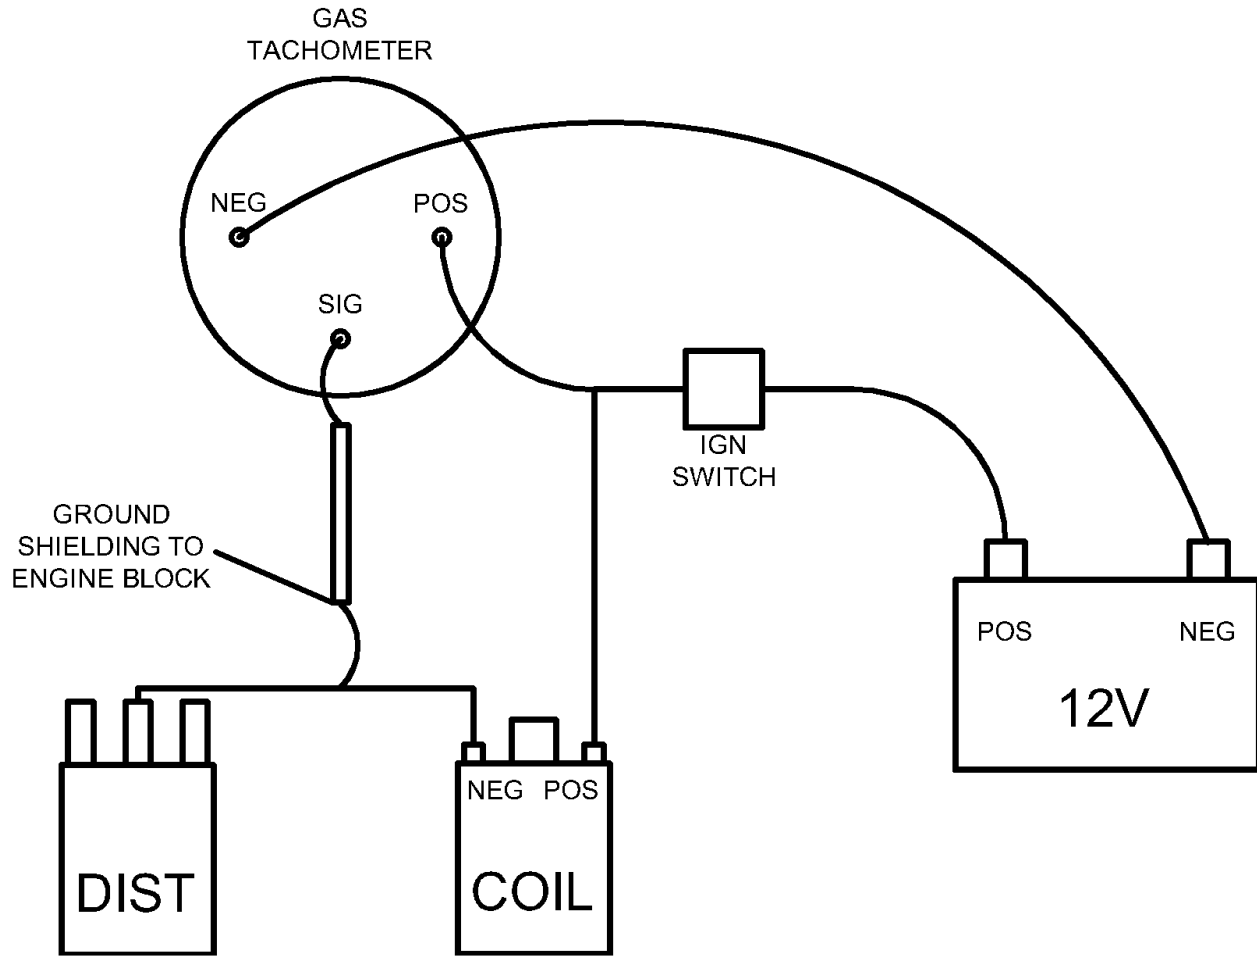 GAS
TACHOMETER
NEG
POS
SIG
IGN
SWITCH
GROUND
SHIELDING TO
ENGINE BLOCK
POS
NEG
12V
NEG
POS
DIST
COIL